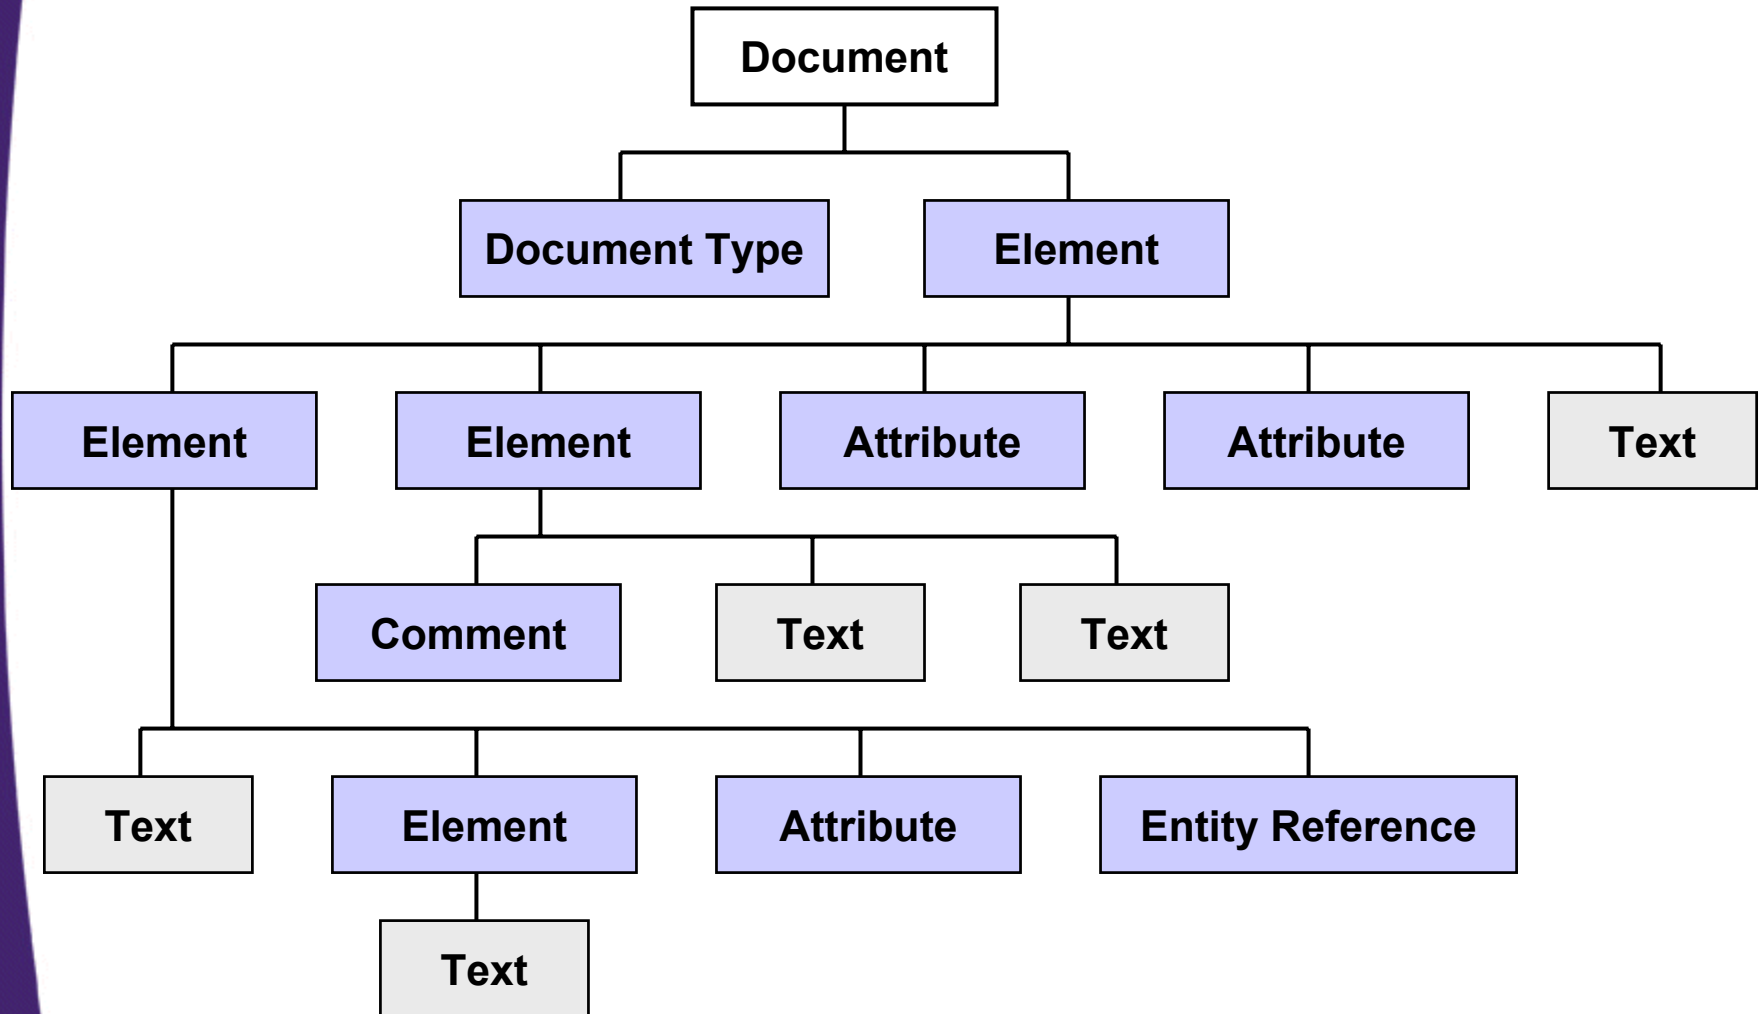 Document
Document Type
Element
Element
Element
Attribute
Attribute
Text
Comment
Text
Text
Text
Element
Attribute
Entity Reference
Text